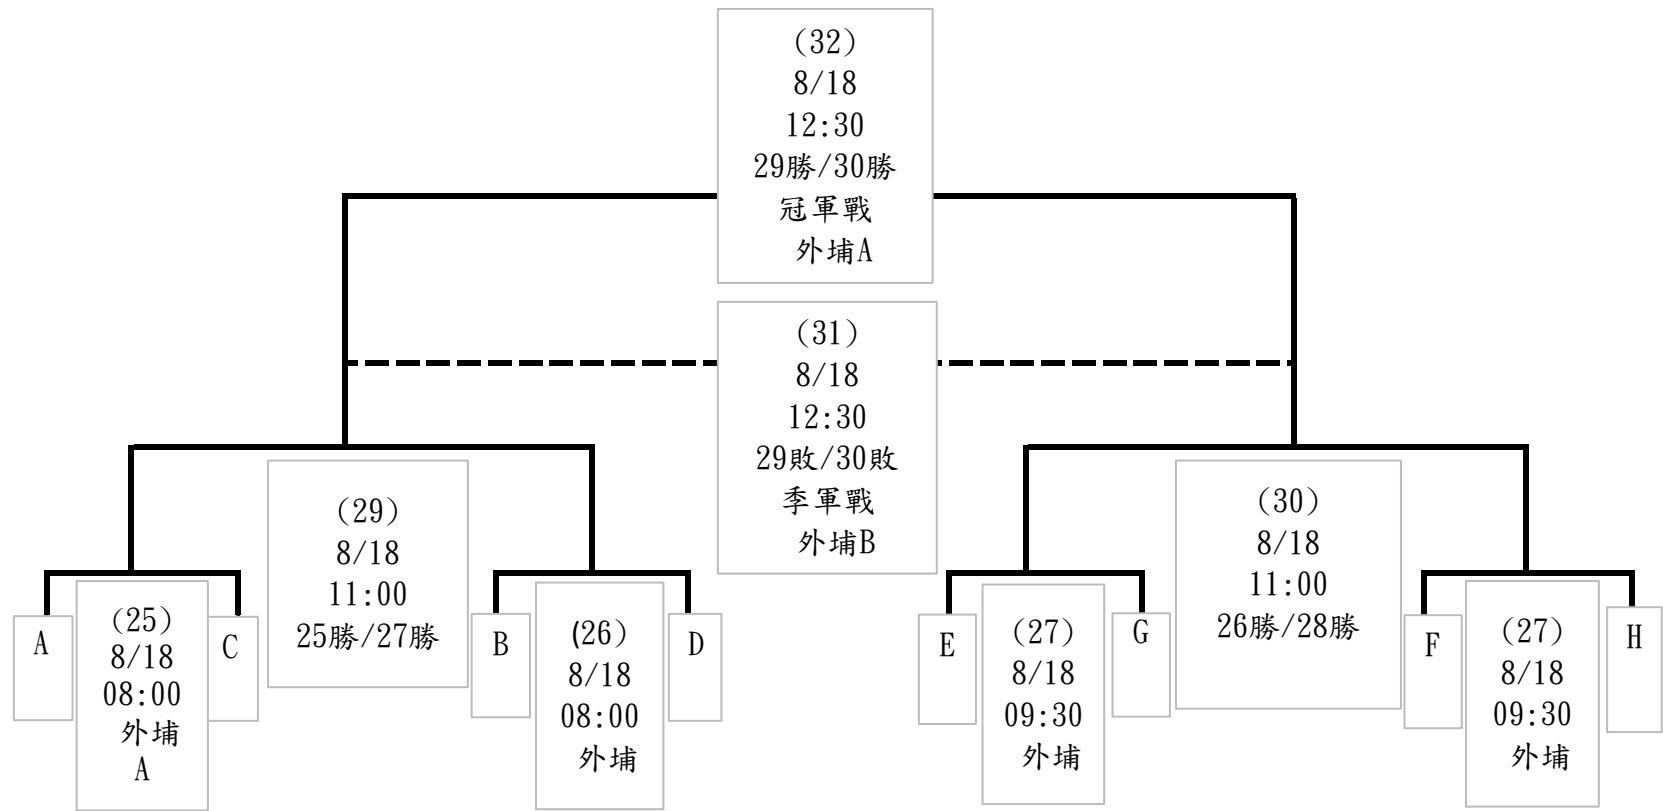 （32）
8/18
12:30
29勝/30勝
冠軍戰
外埔A
（31）
8/18
12:30
29敗/30敗
季軍戰
外埔B
（29）
8/18
11:00
25勝/27勝
（30）
8/18
11:00
26勝/28勝
A
（25）
8/18
08:00
外埔
A
C
B
(26）
8/18
08:00
外埔
D
E
（27）
8/18
09:30
外埔
G
F
（27）
8/18
09:30
外埔
H